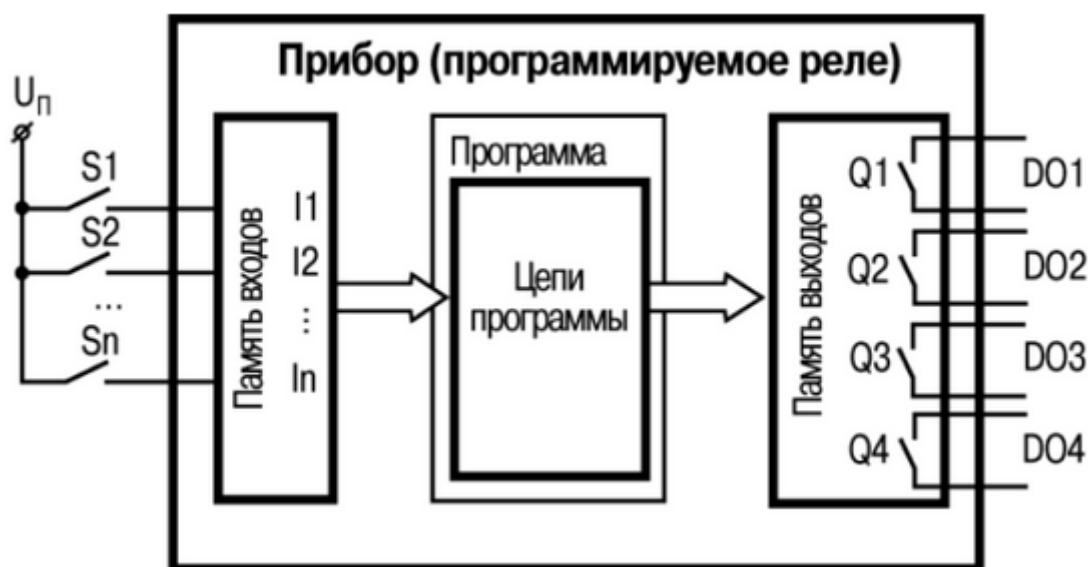 Прибор (программируемое реле)
Uп
S1
S2
...
Sn
Память входов
I1
I2
...
In
Программа
Цепи
программы
Память выходов
Q1
DO1
Q2
DO2
Q3
DO3
Q4
DO4